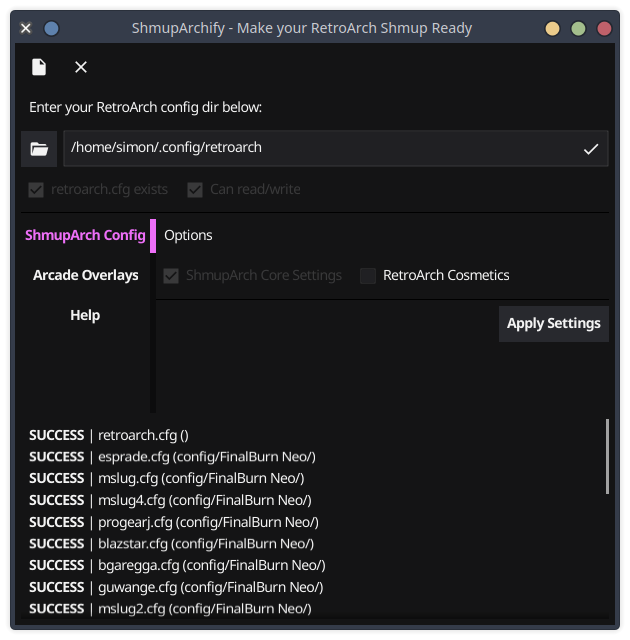 ShmupArchify - Make your RetroArch Shmup Ready
Enter your RetroArch config dir below:
/home/simon/.config/retroarch
retroarch.cfg exists Can read/write
ShmupArch Config Options
Arcade Overlays ShmupArch Core Settings RetroArch Cosmetics
Help
Apply Settings
SUCCESS | retroarch.cfg ()
SUCCESS | esprade.cfg (config/FinalBurn Neo/)
SUCCESS | mslug.cfg (config/FinalBurn Neo/)
SUCCESS | mslug4.cfg (config/FinalBurn Neo/)
SUCCESS | progearj.cfg (config/FinalBurn Neo/)
SUCCESS | blazstar.cfg (config/FinalBurn Neo/)
SUCCESS | bgaregga.cfg (config/FinalBurn Neo/)
SUCCESS | guwange.cfg (config/FinalBurn Neo/)
SUCCESS | mslug2.cfg (config/FinalBurn Neo/)